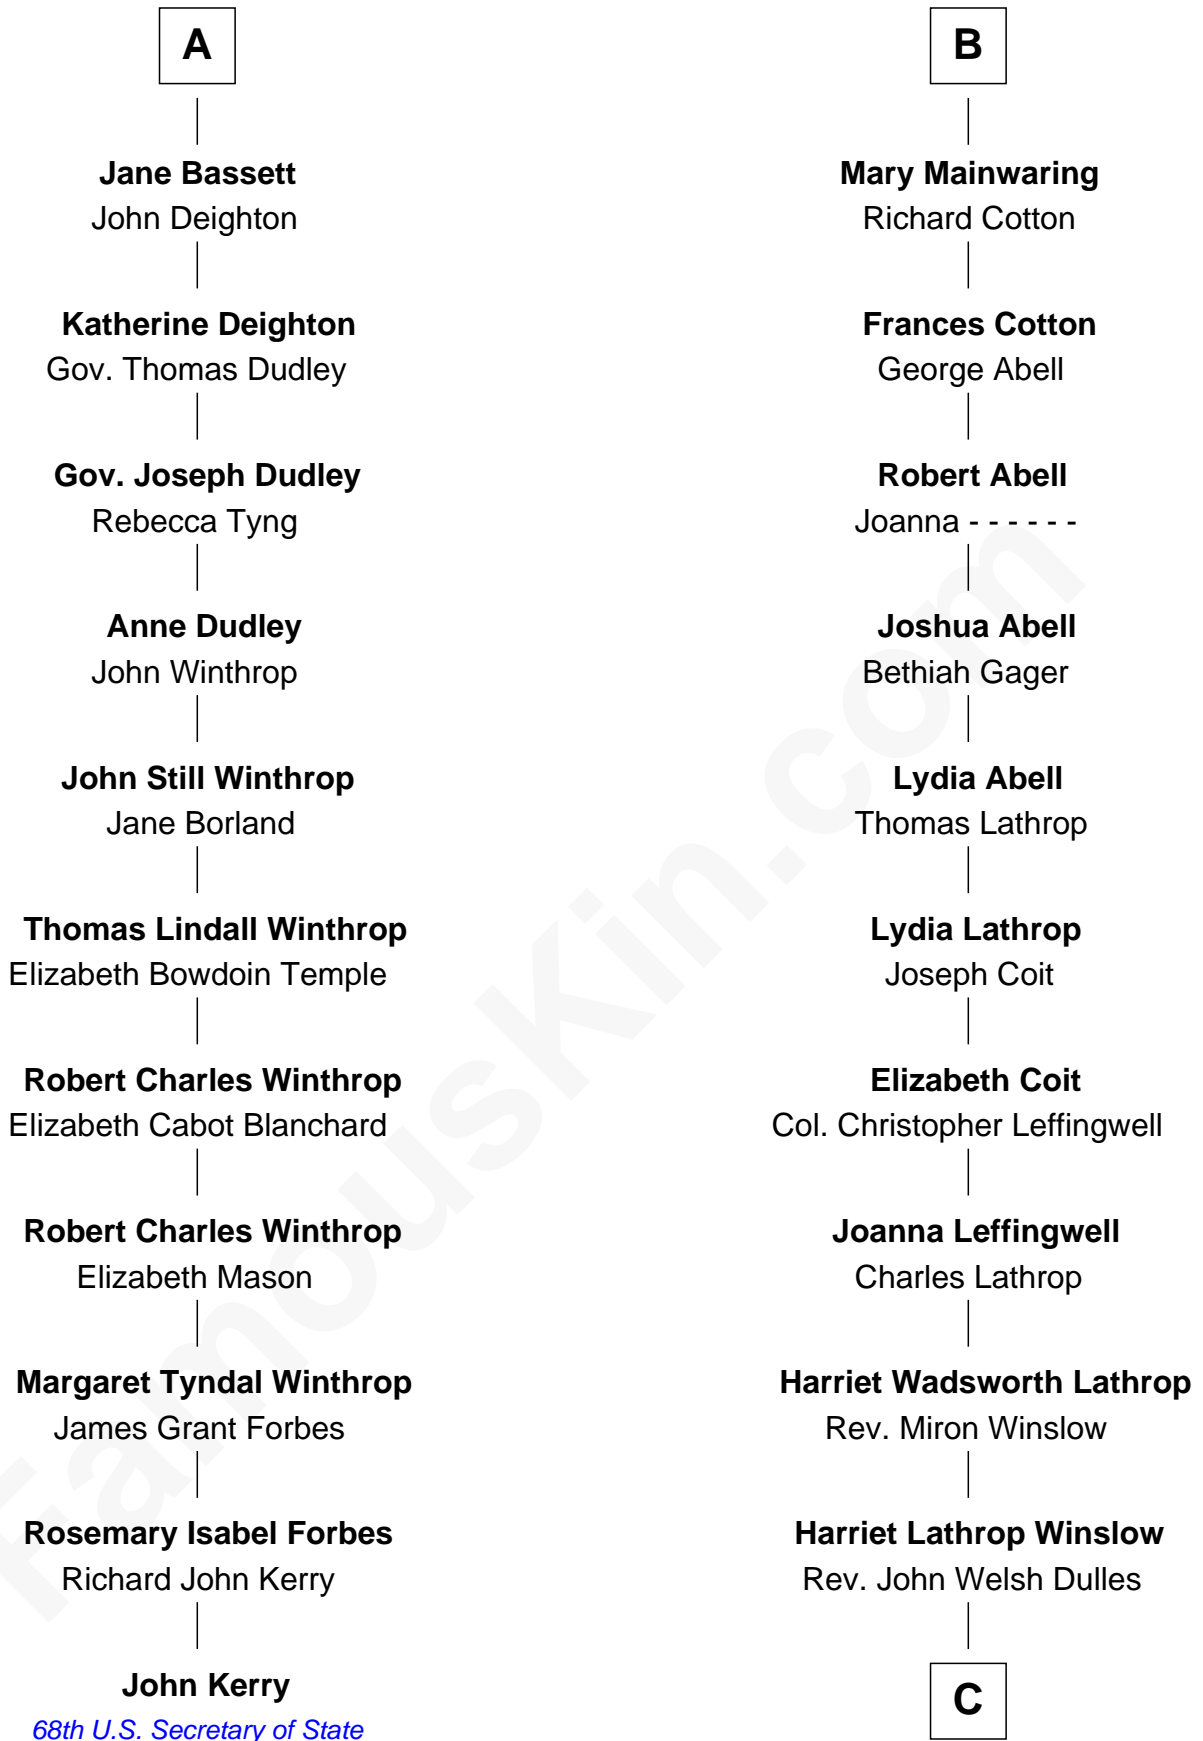 A
Jane Bassett
John Deighton
Katherine Deighton
Gov. Thomas Dudley
Gov. Joseph Dudley
Rebecca Tyng
Anne Dudley
John Winthrop
John Still Winthrop
Jane Borland
Thomas Lindall Winthrop
Elizabeth Bowdoin Temple
Robert Charles Winthrop
Elizabeth Cabot Blanchard
Robert Charles Winthrop
Elizabeth Mason
Margaret Tyndal Winthrop
James Grant Forbes
Rosemary Isabel Forbes
Richard John Kerry
John Kerry
68th U.S. Secretary of State
B
Mary Mainwaring
Richard Cotton
Frances Cotton
George Abell
Robert Abell
Joanna - - - - - -
Joshua Abell
Bethiah Gager
Lydia Abell
Thomas Lathrop
Lydia Lathrop
Joseph Coit
Elizabeth Coit
Col. Christopher Leffingwell
Joanna Leffingwell
Charles Lathrop
Harriet Wadsworth Lathrop
Rev. Miron Winslow
Harriet Lathrop Winslow
Rev. John Welsh Dulles
C
FamousKin.com